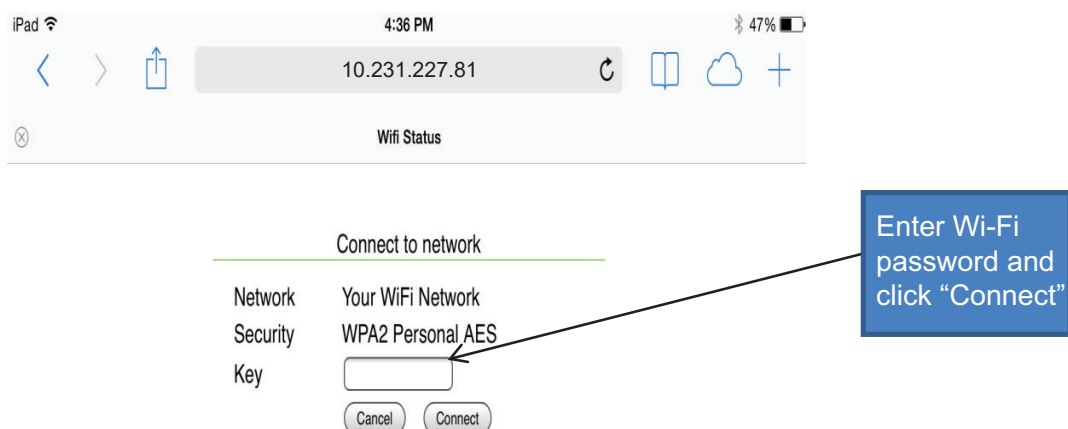 iPad 4:36 PM 47%
10.231.227.81
Wifi Status
Connect to network
Network Your WiFi Network
Security WPA2 Personal AES
Key
Cancel Connect
Enter Wi-Fi
password and
click “Connect”